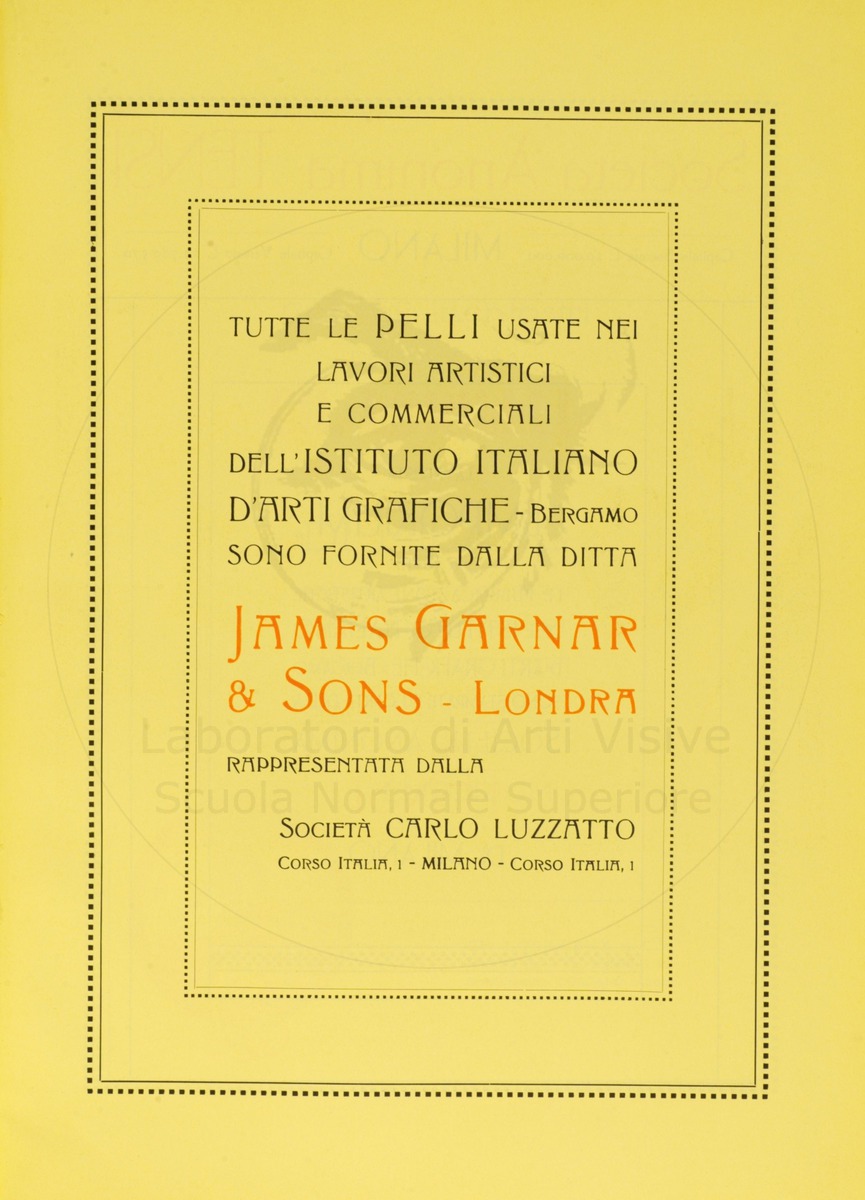 TUTTE LE PELLI USATE NEI
LAVORI ARTISTICI
E COMMERCIALI
DELL'ISTITUTO ITALIANO
D'ARTI GRAFICHE - BERGAMO
SONO FORNITE DALLA DITTA
JAMES GARNAR
& SONS - LONDRA
RAPPRESENTATA DALLA
SOCIETÀ CARLO LUZZATTO
CORSO ITALIA, 1 - MILANO - CORSO ITALIA, 1
Laboratorio di Arti Visive
Scuola Normale Superiore